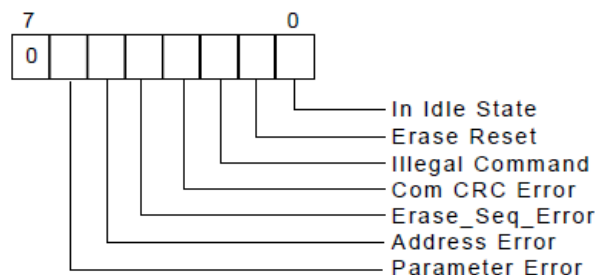 7 0
0
In Idle State
Erase Reset
Illegal Command
Com CRC Error
Erase_Seq_Error
Address Error
Parameter Error